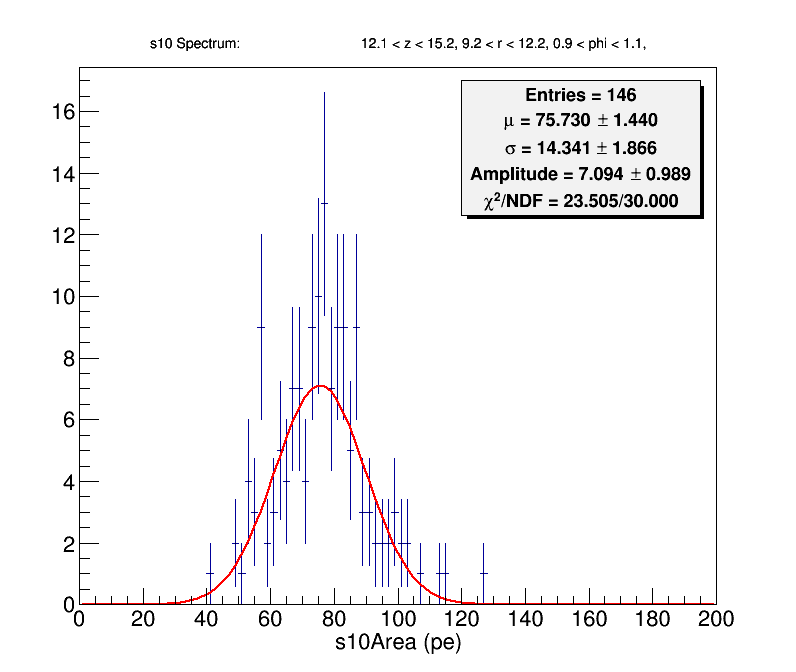 s10 Spectrum: 12.1 < z < 15.2, 9.2 < r < 12.2, 0.9 < phi < 1.1,
Entries = 146
μ = 75.730 ± 1.440
σ = 14.341 ± 1.866
Amplitude = 7.094 ± 0.989
χ²/NDF = 23.505/30.000
16
14
12
10
8
6
4
2
0
0 20 40 60 80 100 120 140 160 180 200
s10Area (pe)